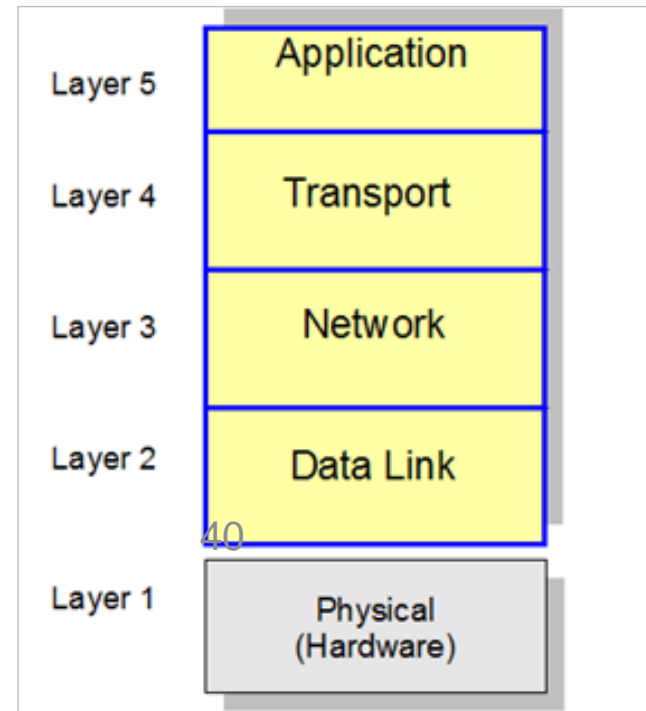 Layer 5
Application
Layer 4
Transport
Layer 3
Network
Layer 2
Data Link
40
Layer 1
Physical
(Hardware)